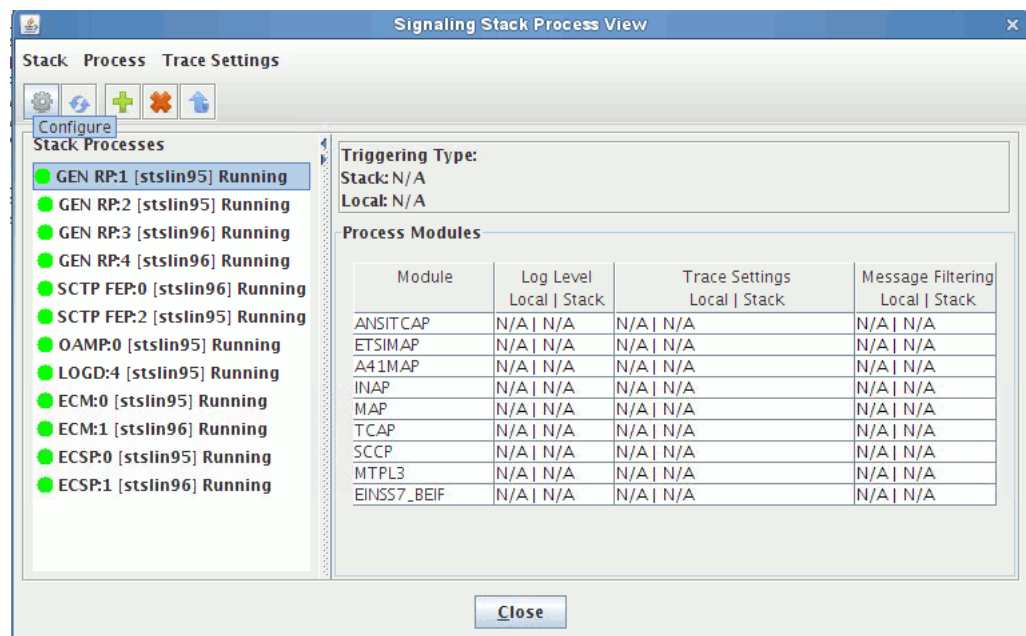 Signaling Stack Process View
Stack Process Trace Settings
Configure
Stack Processes
GEN RP:1 [stslin95] Running
GEN RP:2 [stslin95] Running
GEN RP:3 [stslin96] Running
GEN RP:4 [stslin96] Running
SCTP FEP:0 [stslin96] Running
SCTP FEP:2 [stslin95] Running
OAMP:0 [stslin95] Running
LOGD:4 [stslin95] Running
ECM:0 [stslin95] Running
ECM:1 [stslin96] Running
ECSP:0 [stslin95] Running
ECSP:1 [stslin96] Running
Triggering Type:
Stack: N/A
Local: N/A
Process Modules
Module Log Level Trace Settings Message Filtering
Local | Stack Local | Stack Local | Stack
ANSITCAP N/A | N/A N/A | N/A N/A | N/A
ETSIMAP N/A | N/A N/A | N/A N/A | N/A
A41MAP N/A | N/A N/A | N/A N/A | N/A
INAP N/A | N/A N/A | N/A N/A | N/A
MAP N/A | N/A N/A | N/A N/A | N/A
TCAP N/A | N/A N/A | N/A N/A | N/A
SCCP N/A | N/A N/A | N/A N/A | N/A
MTPL3 N/A | N/A N/A | N/A N/A | N/A
EINSS7_BEIF N/A | N/A N/A | N/A N/A | N/A
Close